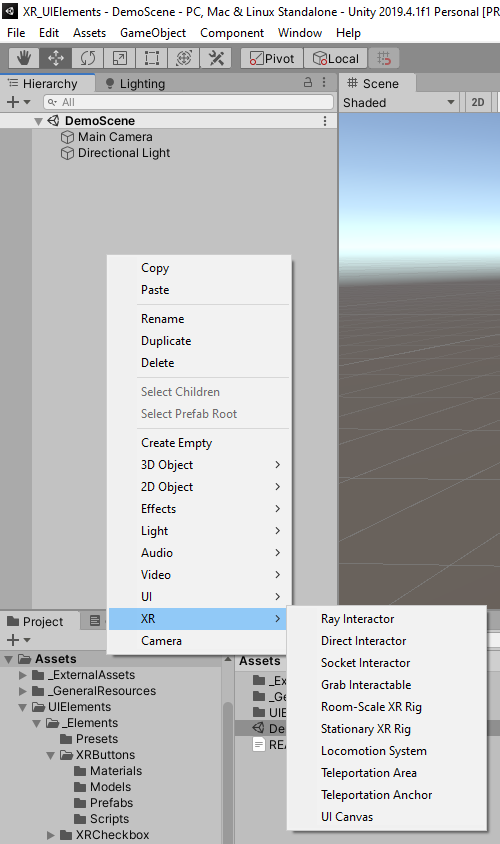 XR_UIElements - DemoScene - PC, Mac & Linux Standalone - Unity 2019.4.1f1 Personal [PR
File Edit Assets GameObject Component Window Help
Pivot Local
Hierarchy Lighting Scene
All Shaded 2D
DemoScene
Main Camera
Directional Light
Copy
Paste
Rename
Duplicate
Delete
Select Children
Select Prefab Root
Create Empty
3D Object
2D Object
Effects
Light
Audio
Video
UI
XR
Camera
Ray Interactor
Direct Interactor
Socket Interactor
Grab Interactable
Room-Scale XR Rig
Stationary XR Rig
Locomotion System
Teleportation Area
Teleportation Anchor
UI Canvas
Project
Assets
_ExternalAssets
_GeneralResources
UIElements
_Elements
Presets
XRButtons
Materials
Models
Prefabs
Scripts
XRCheckbox
Assets
_Ex
_Ge
UIE
De
REA